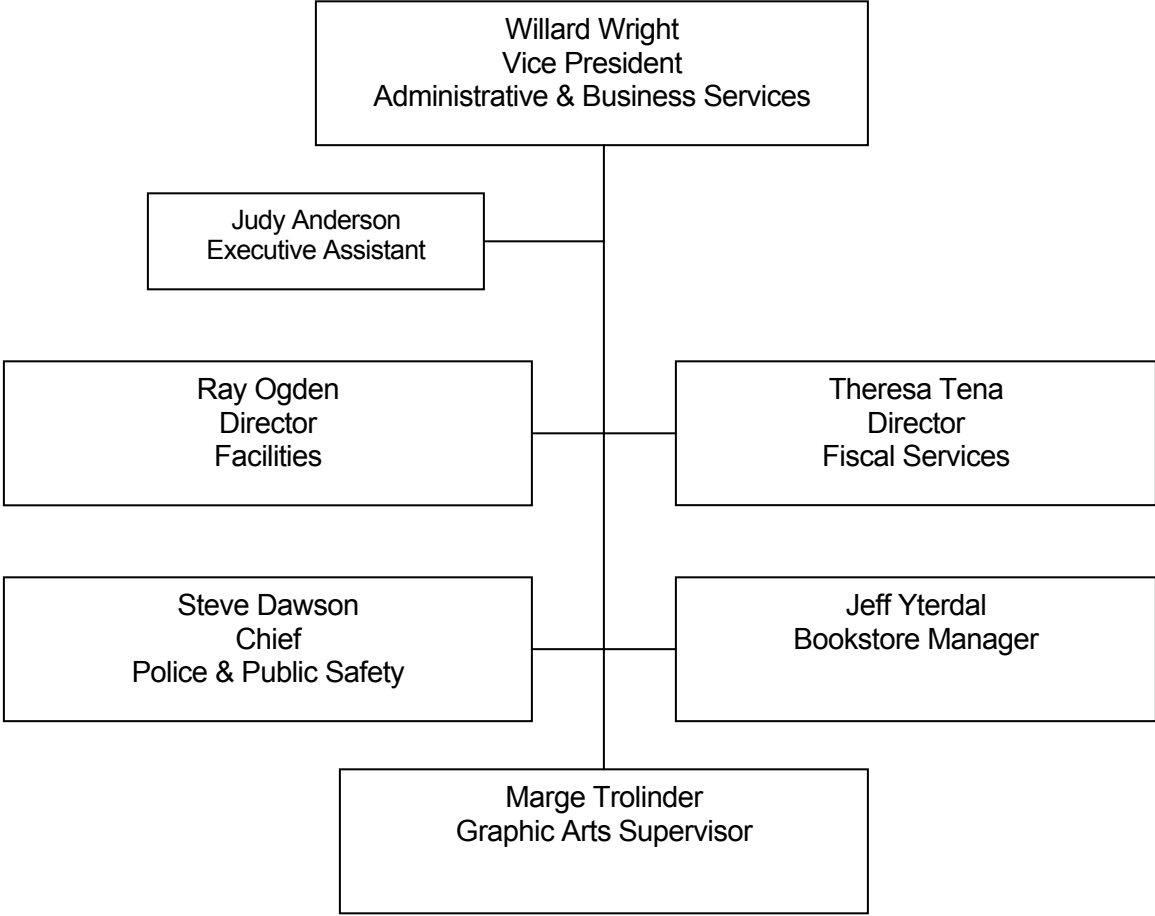 Willard Wright
Vice President
Administrative & Business Services
Judy Anderson
Executive Assistant
Ray Ogden
Director
Facilities
Theresa Tena
Director
Fiscal Services
Steve Dawson
Chief
Police & Public Safety
Jeff Yterdal
Bookstore Manager
Marge Trolinder
Graphic Arts Supervisor